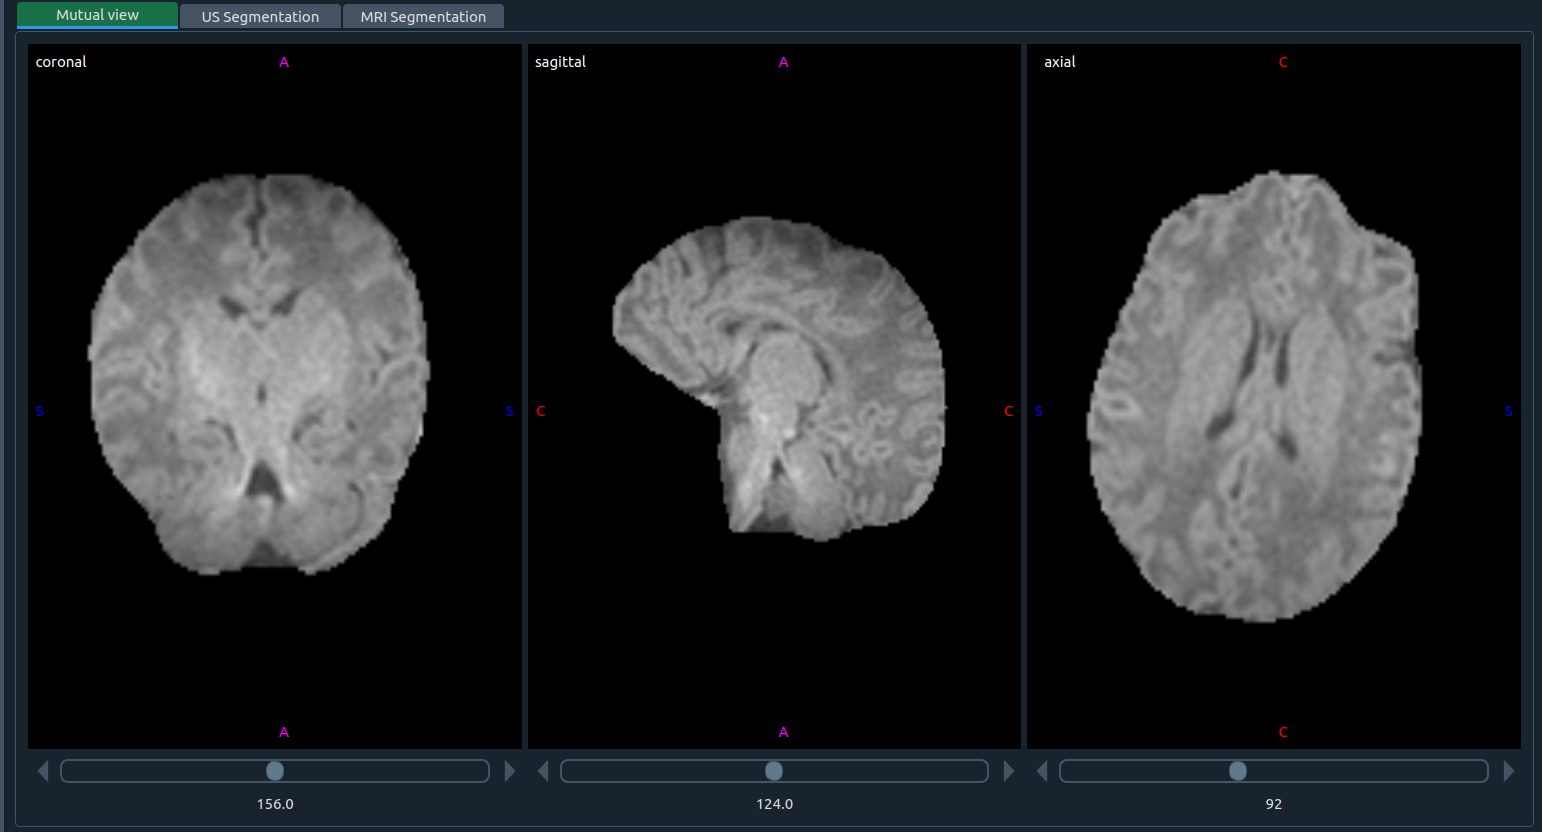 Mutual view
US Segmentation
MRI Segmentation
coronal
A
S
S
A
156.0
sagittal
A
C
C
A
124.0
axial
C
S
S
C
92